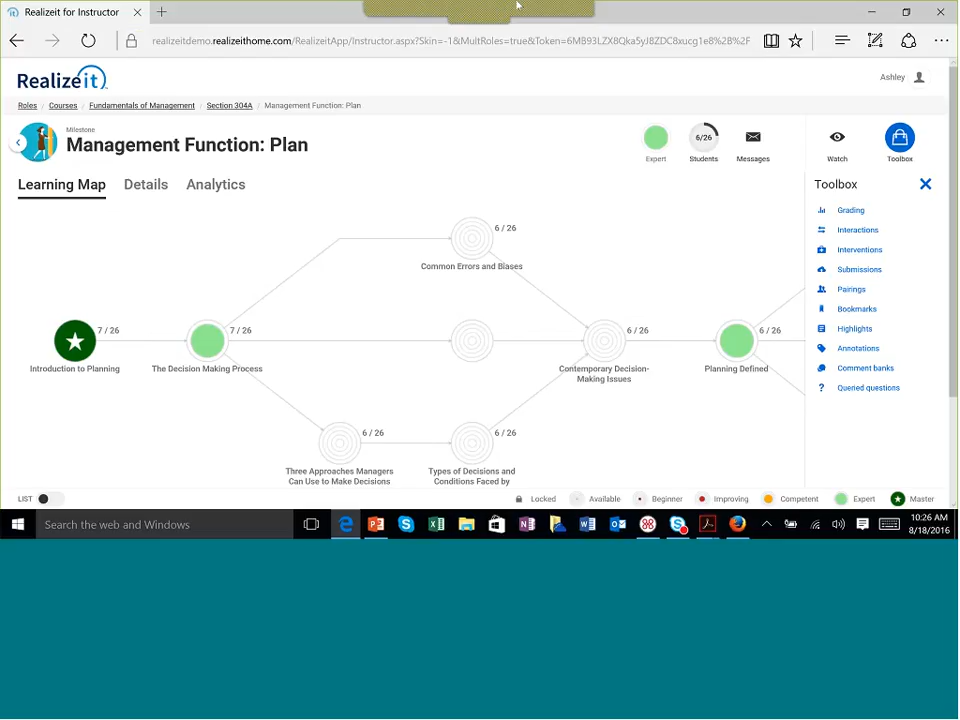 Realizeit for Instructor
realizeitdemo.realizeithome.com/RealizeitApp/Instructor.aspx?Skin=-1&MultRoles=true&Token=6MB93LZX8Qka5yJ8ZDC8xucg1e8%2B%2F
Realizeit
Ashley
Roles / Courses / Fundamentals of Management / Section 304A / Management Function: Plan
Milestone
Management Function: Plan
Expert
6/26
Students
Messages
Watch
Toolbox
Learning Map Details Analytics
Toolbox
Grading
Interactions
Interventions
Submissions
Pairings
Bookmarks
Highlights
Annotations
Comment banks
Queried questions
6 / 26
Common Errors and Biases
7 / 26
Introduction to Planning
7 / 26
The Decision Making Process
6 / 26
Contemporary Decision-
Making Issues
6 / 26
Planning Defined
6 / 26
Three Approaches Managers
Can Use to Make Decisions
6 / 26
Types of Decisions and
Conditions Faced by
LIST
Locked Available Beginner Improving Competent Expert Master
Search the web and Windows
10:26 AM
8/18/2016